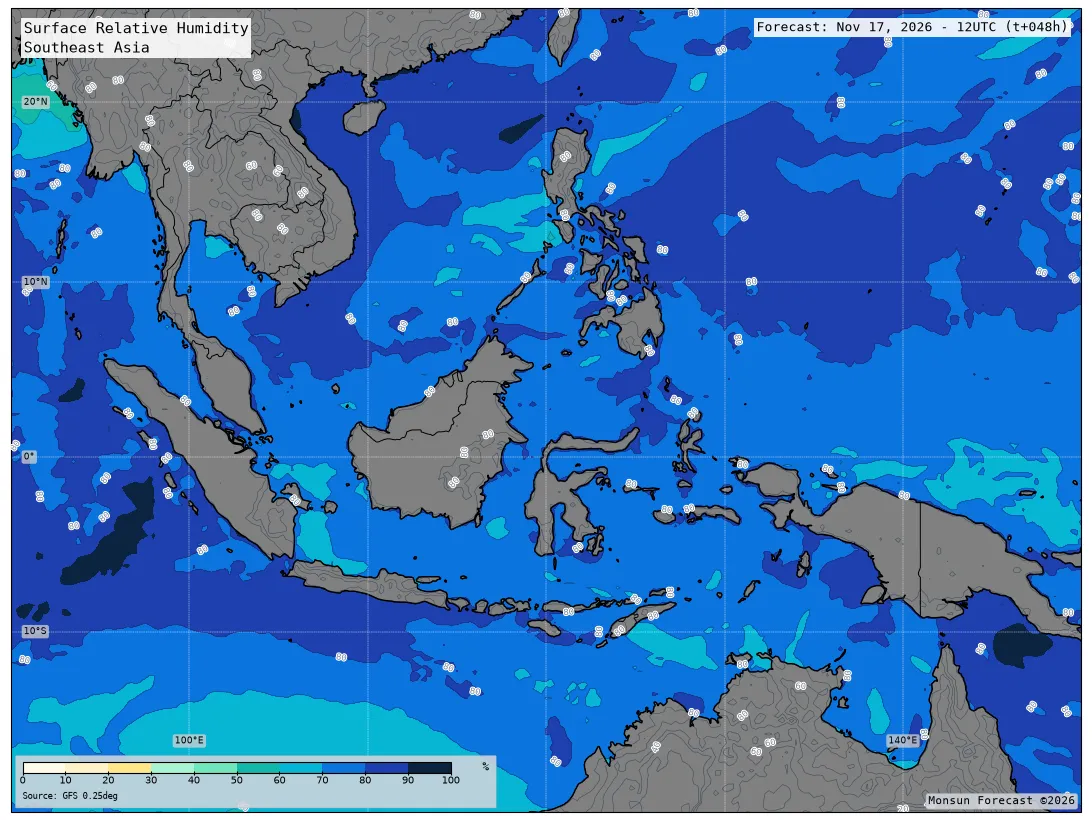 Surface Relative Humidity
Southeast Asia
Forecast: Nov 17, 2026 - 12UTC (t+048h)
20°N
10°N
0°
10°S
100°E
140°E
0 10 20 30 40 50 60 70 80 90 100
%
Source: GFS 0.25deg
Monsun Forecast ©2026